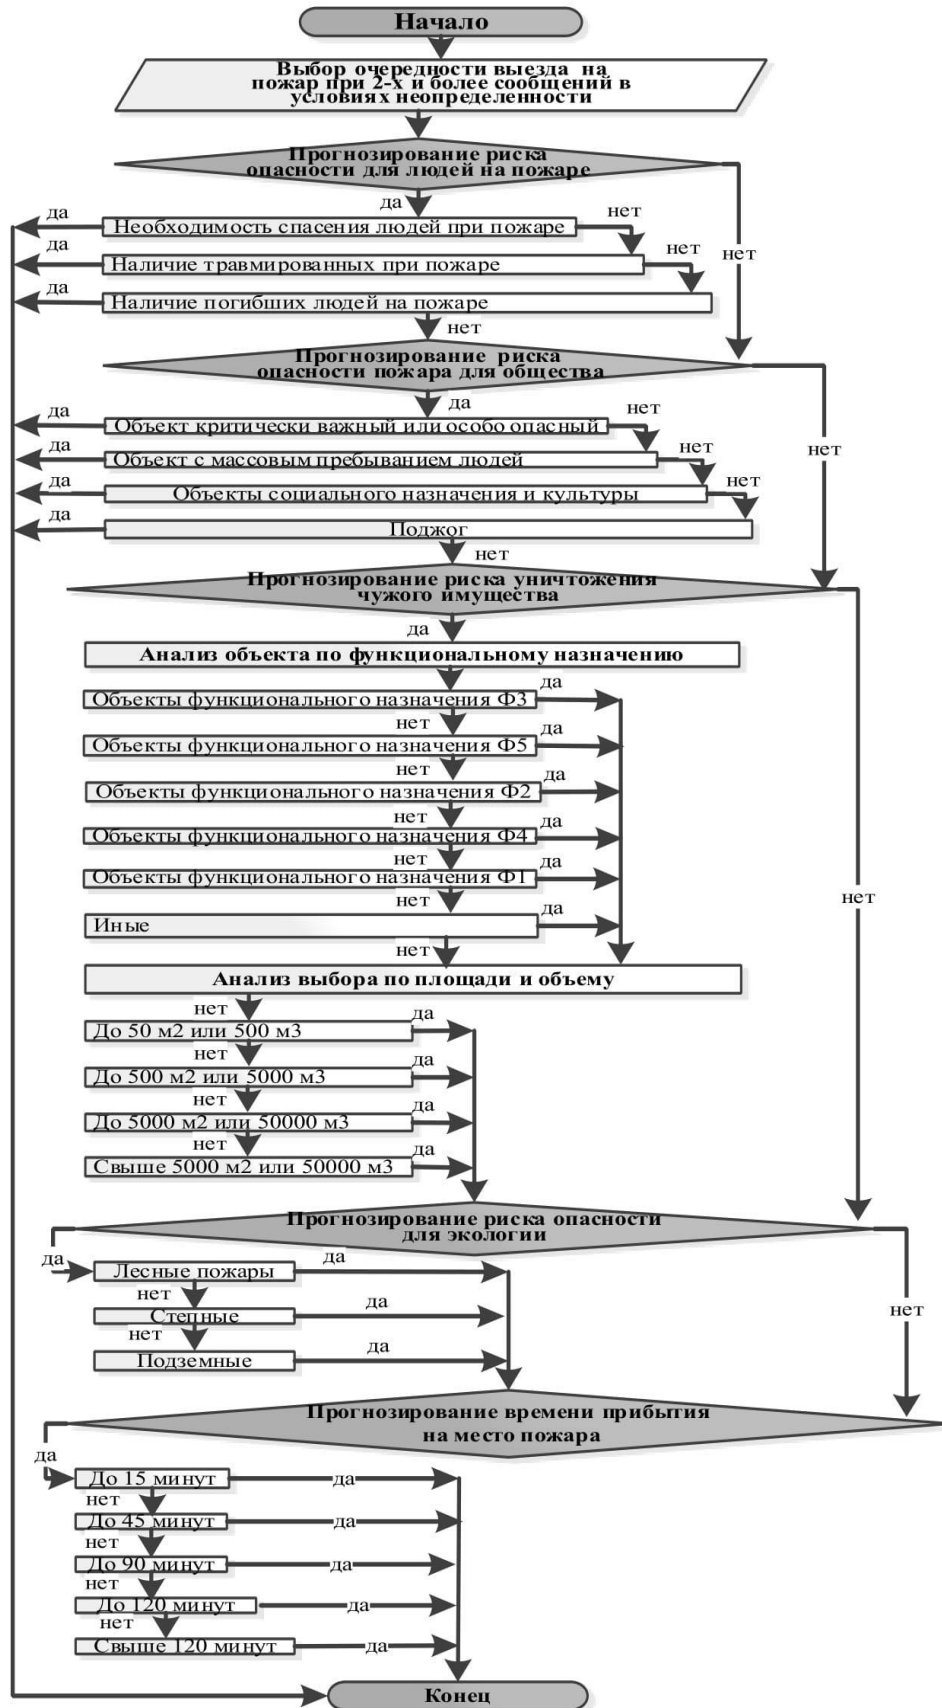 Начало
Выбор очередности выезда на
пожар при 2-х и более сообщений в
условиях неопределенности
Прогнозирование риска
опасности для людей на пожаре
да
да
нет
Необходимость спасения людей при пожаре
да
нет
нет
Наличие травмированных при пожаре
да
Наличие погибших людей на пожаре
нет
Прогнозирование риска
опасности пожара для общества
да
да
нет
Объект критически важный или особо опасный
да
нет
нет
Объект с массовым пребыванием людей
да
нет
Объекты социального назначения и культуры
да
Поджог
нет
Прогнозирование риска уничтожения
чужого имущества
да
Анализ объекта по функциональному назначению
да
Объекты функционального назначения Ф3
нет
да
Объекты функционального назначения Ф5
нет
да
Объекты функционального назначения Ф2
нет
да
Объекты функционального назначения Ф4
нет
да
Объекты функционального назначения Ф1
нет
нет
да
Иные
нет
Анализ выбора по площади и объему
нет
да
До 50 м2 или 500 м3
нет
да
До 500 м2 или 5000 м3
нет
да
До 5000 м2 или 50000 м3
нет
да
Свыше 5000 м2 или 50000 м3
Прогнозирование риска опасности
для экологии
да
да
Лесные пожары
нет
нет
да
Степные
нет
да
Подземные
Прогнозирование времени прибытия
на место пожара
да
До 15 минут
да
нет
До 45 минут
да
нет
До 90 минут
да
нет
До 120 минут
да
нет
Свыше 120 минут
да
Конец